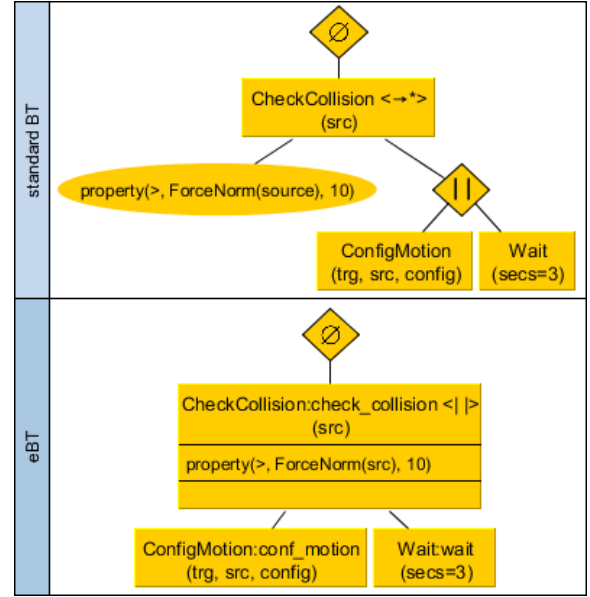 standard BT
∅
CheckCollision <→*>
(src)
property(>, ForceNorm(source), 10)
||
ConfigMotion
(trg, src, config)
Wait
(secs=3)
eBT
∅
CheckCollision:check_collision <| |>
(src)
property(>, ForceNorm(src), 10)
ConfigMotion:conf_motion
(trg, src, config)
Wait:wait
(secs=3)